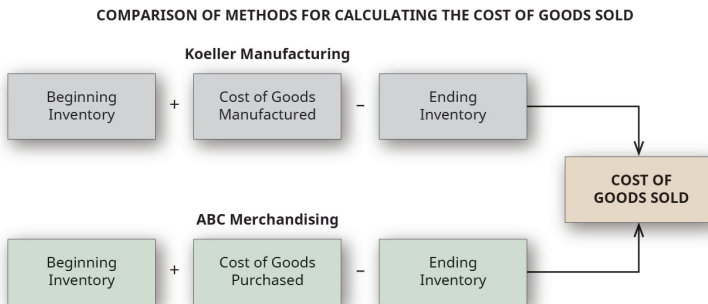 COMPARISON OF METHODS FOR CALCULATING THE COST OF GOODS SOLD
Koeller Manufacturing
Beginning
Inventory
+
Cost of Goods
Manufactured
–
Ending
Inventory
COST OF
GOODS SOLD
ABC Merchandising
Beginning
Inventory
+
Cost of Goods
Purchased
–
Ending
Inventory